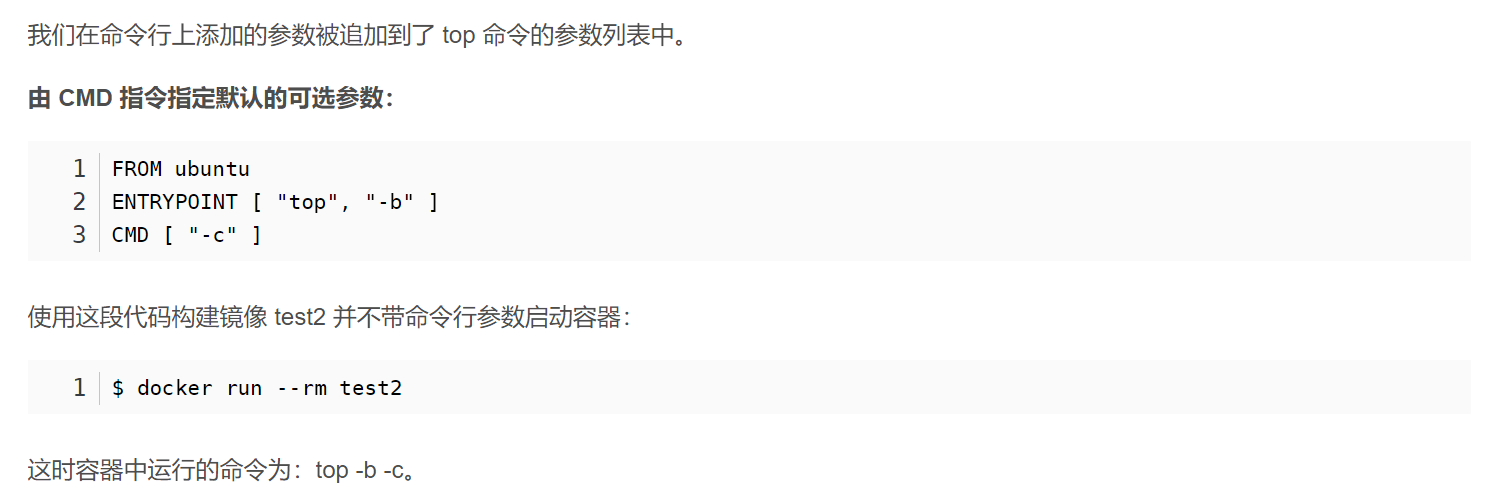 我们在命令行上添加的参数被追加到了 top 命令的参数列表中。
由 CMD 指令指定默认的可选参数：
1 FROM ubuntu
2 ENTRYPOINT [ "top", "-b" ]
3 CMD [ "-c" ]
使用这段代码构建镜像 test2 并不带命令行参数启动容器：
1 $ docker run --rm test2
这时容器中运行的命令为：top -b -c。